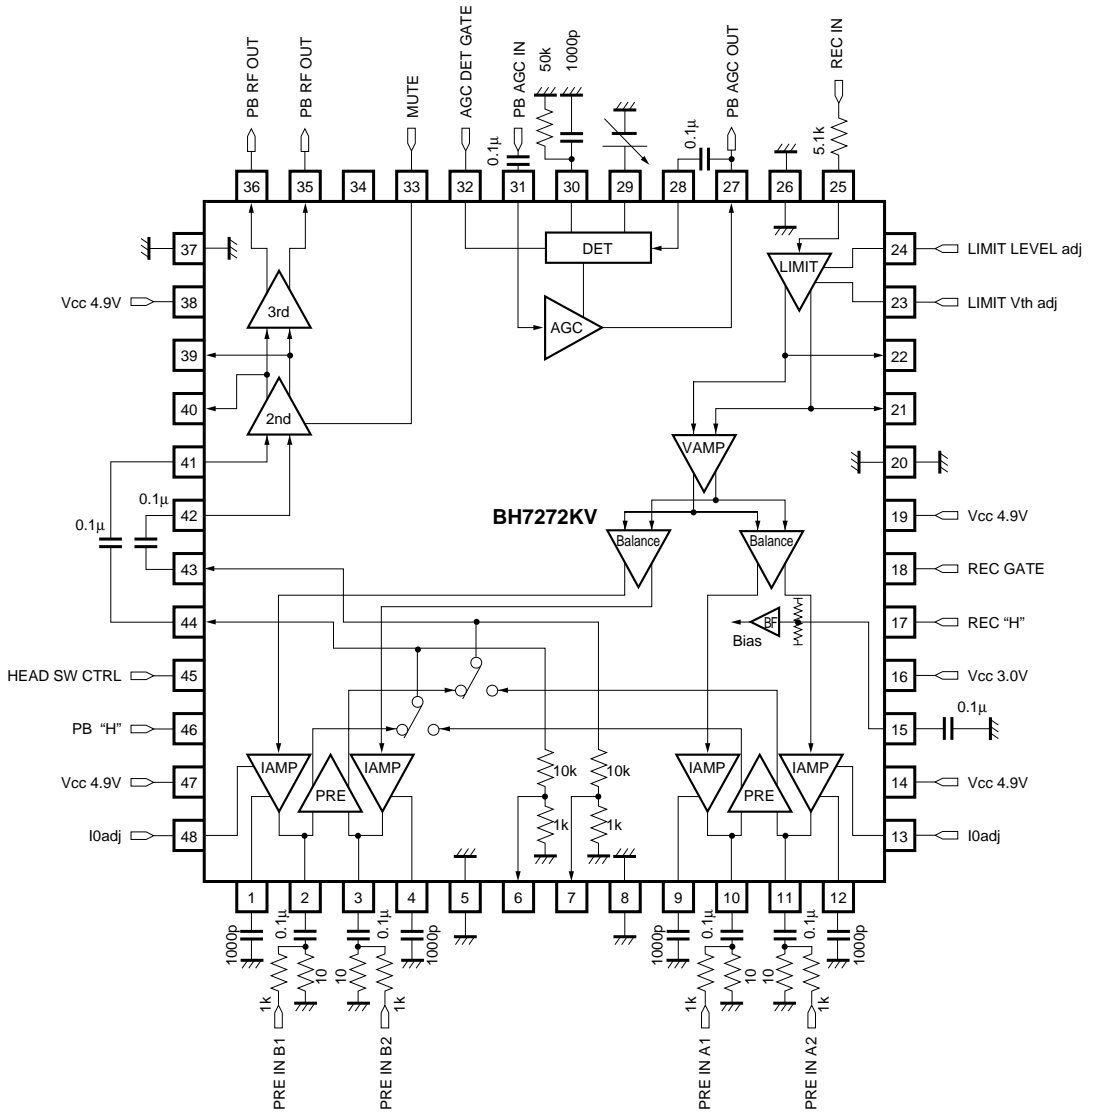 PB RF OUT
PB RF OUT
MUTE
AGC DET GATE
PB AGC IN
50k
1000p
PB AGC OUT
REC IN
0.1µ
0.1µ
5.1k
36
35
34
33
32
31
30
29
28
27
26
25
37
DET
LIMIT
24
LIMIT LEVEL adj
Vcc 4.9V
38
3rd
AGC
23
LIMIT Vth adj
39
22
40
2nd
21
41
VAMP
20
0.1µ
0.1µ
42
BH7272KV
19
Vcc 4.9V
Balance
Balance
43
18
REC GATE
44
BF
Bias
17
REC “H”
HEAD SW CTRL
45
16
Vcc 3.0V
0.1µ
PB “H”
46
15
Vcc 4.9V
47
IAMP
PRE
IAMP
10k
10k
IAMP
PRE
IAMP
14
Vcc 4.9V
I0adj
48
1k
1k
13
I0adj
1
2
3
4
5
6
7
8
9
10
11
12
1000p
0.1µ
0.1µ
1000p
1000p
0.1µ
0.1µ
1000p
1k
10
10
1k
1k
10
10
1k
PRE IN B1
PRE IN B2
PRE IN A1
PRE IN A2